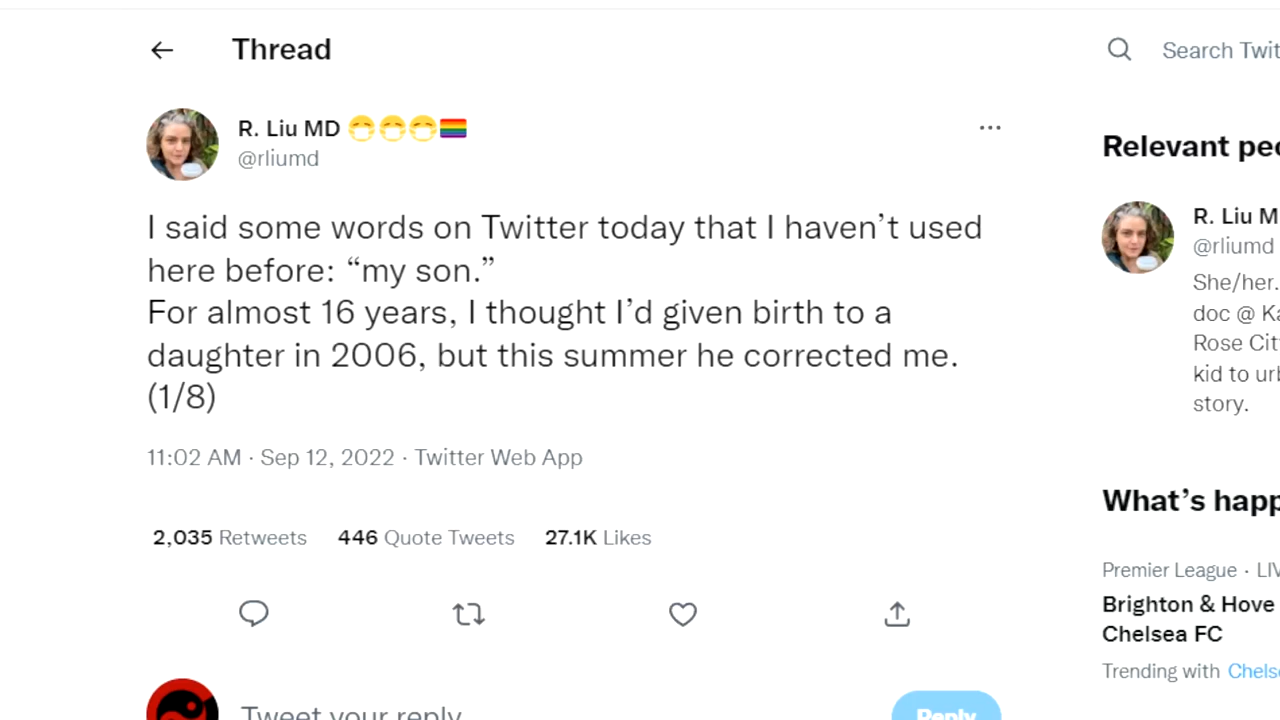 Thread
Search Twit
R. Liu MD 😷😷😷🏳️‍🌈
@rliumd
I said some words on Twitter today that I haven’t used
here before: “my son.”
For almost 16 years, I thought I’d given birth to a
daughter in 2006, but this summer he corrected me.
(1/8)
11:02 AM · Sep 12, 2022 · Twitter Web App
2,035 Retweets 446 Quote Tweets 27.1K Likes
Tweet your reply
Reply
Relevant peo
R. Liu M
@rliumd
She/her.
doc @ Ka
Rose Cit
kid to urb
story.
What’s happ
Premier League · LIV
Brighton & Hove
Chelsea FC
Trending with Chelse